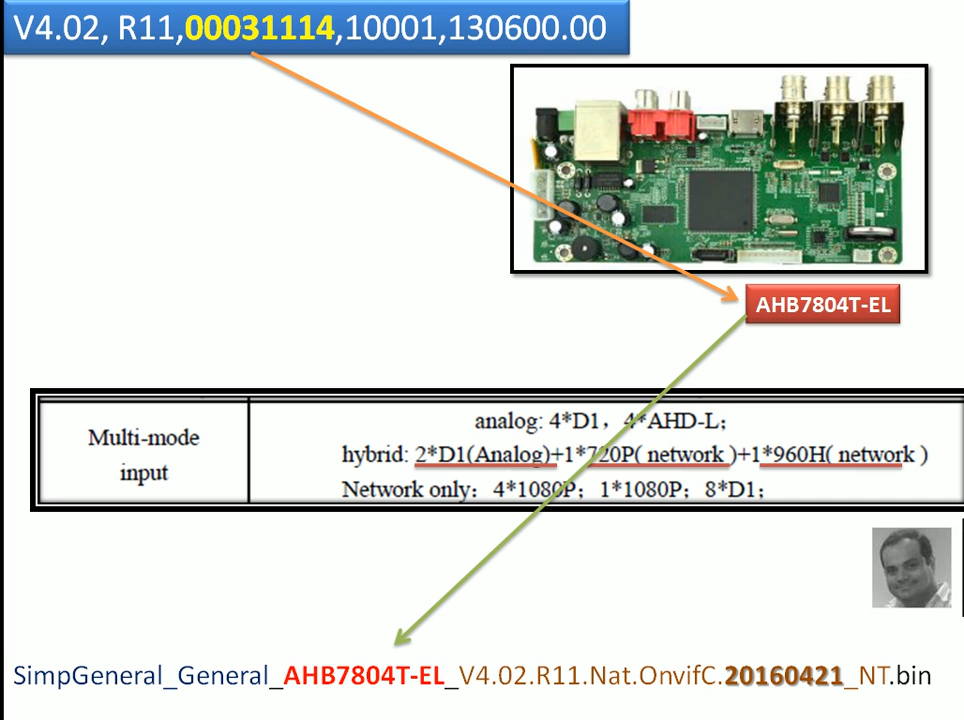 V4.02, R11,00031114,10001,130600.00
AHB7804T-EL
Multi-mode
input
analog: 4*D1，4*AHD-L；
hybrid: 2*D1(Analog)+1*720P( network )+1*960H( network )
Network only：4*1080P；1*1080P；8*D1；
SimpGeneral_General_AHB7804T-EL_V4.02.R11.Nat.OnvifC.20160421_NT.bin